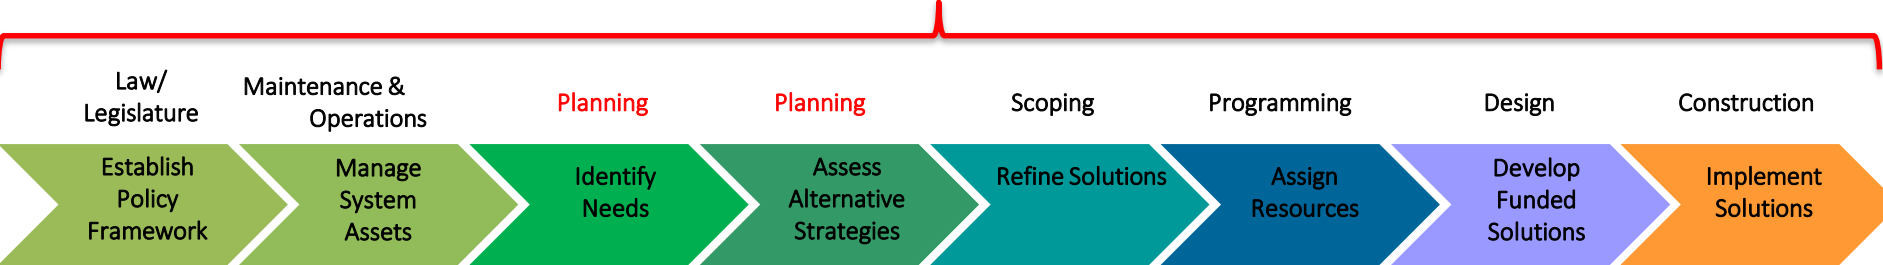 Law/
Legislature
Maintenance &
Operations
Planning
Planning
Scoping
Programming
Design
Construction
Establish
Policy
Framework
Manage
System
Assets
Identify
Needs
Assess
Alternative
Strategies
Refine Solutions
Assign
Resources
Develop
Funded
Solutions
Implement
Solutions